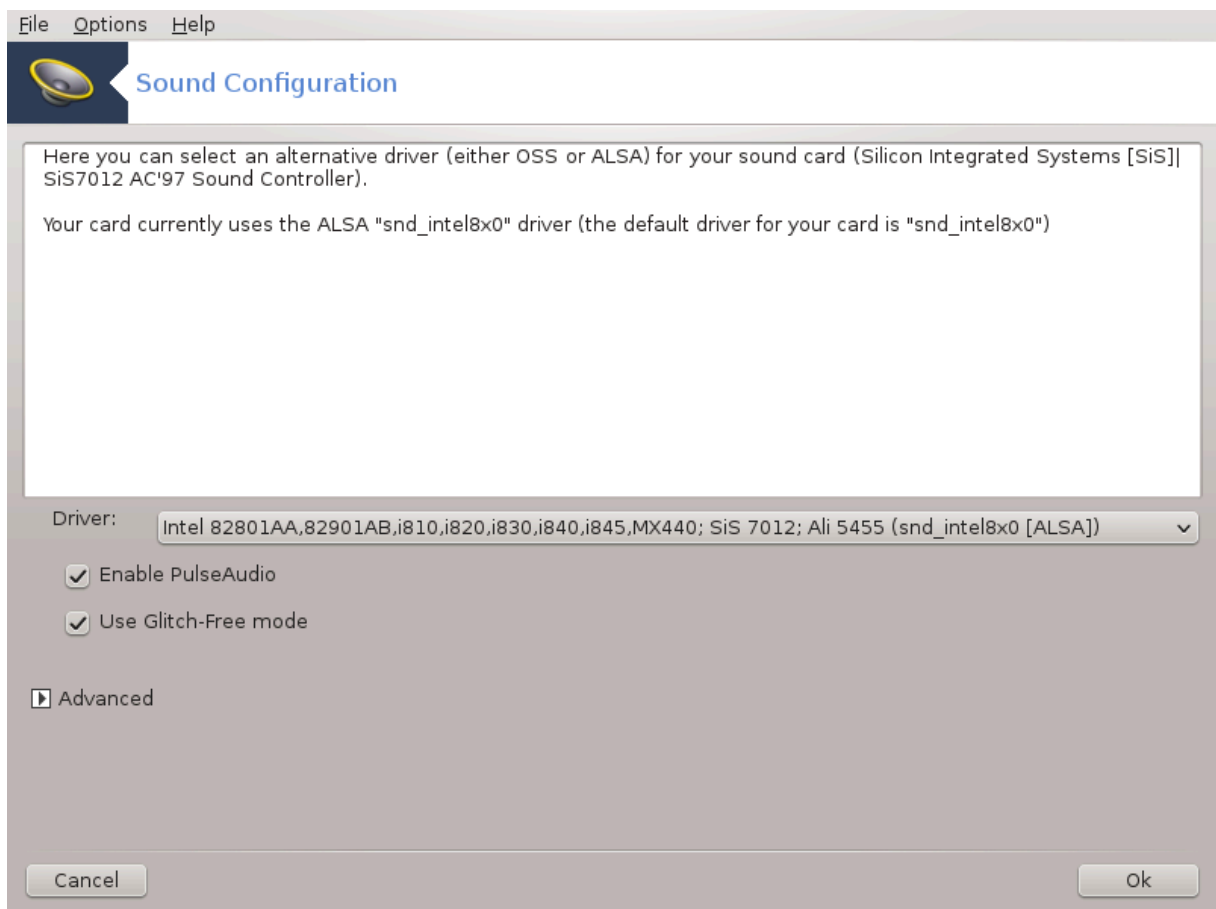 File Options Help
Sound Configuration
Here you can select an alternative driver (either OSS or ALSA) for your sound card (Silicon Integrated Systems [SiS]|
SiS7012 AC'97 Sound Controller).
Your card currently uses the ALSA "snd_intel8x0" driver (the default driver for your card is "snd_intel8x0")
Driver:
Intel 82801AA,82901AB,i810,i820,i830,i840,i845,MX440; SiS 7012; Ali 5455 (snd_intel8x0 [ALSA])
Enable PulseAudio
Use Glitch-Free mode
Advanced
Cancel Ok